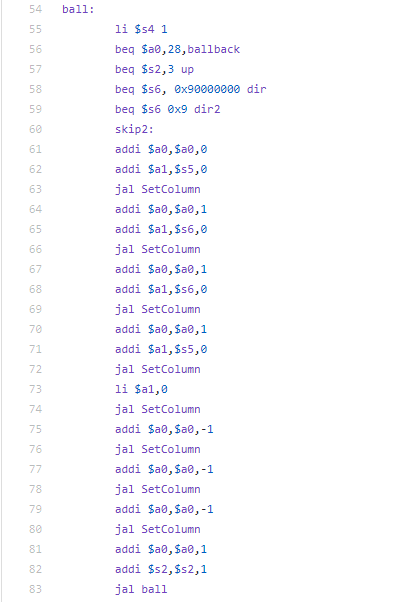 54 ball:
55 li $s4 1
56 beq $a0,28,ballback
57 beq $s2,3 up
58 beq $s6, 0x90000000 dir
59 beq $s6 0x9 dir2
60 skip2:
61 addi $a0,$a0,0
62 addi $a1,$s5,0
63 jal SetColumn
64 addi $a0,$a0,1
65 addi $a1,$s6,0
66 jal SetColumn
67 addi $a0,$a0,1
68 addi $a1,$s6,0
69 jal SetColumn
70 addi $a0,$a0,1
71 addi $a1,$s5,0
72 jal SetColumn
73 li $a1,0
74 jal SetColumn
75 addi $a0,$a0,-1
76 jal SetColumn
77 addi $a0,$a0,-1
78 jal SetColumn
79 addi $a0,$a0,-1
80 jal SetColumn
81 addi $a0,$a0,1
82 addi $s2,$s2,1
83 jal ball